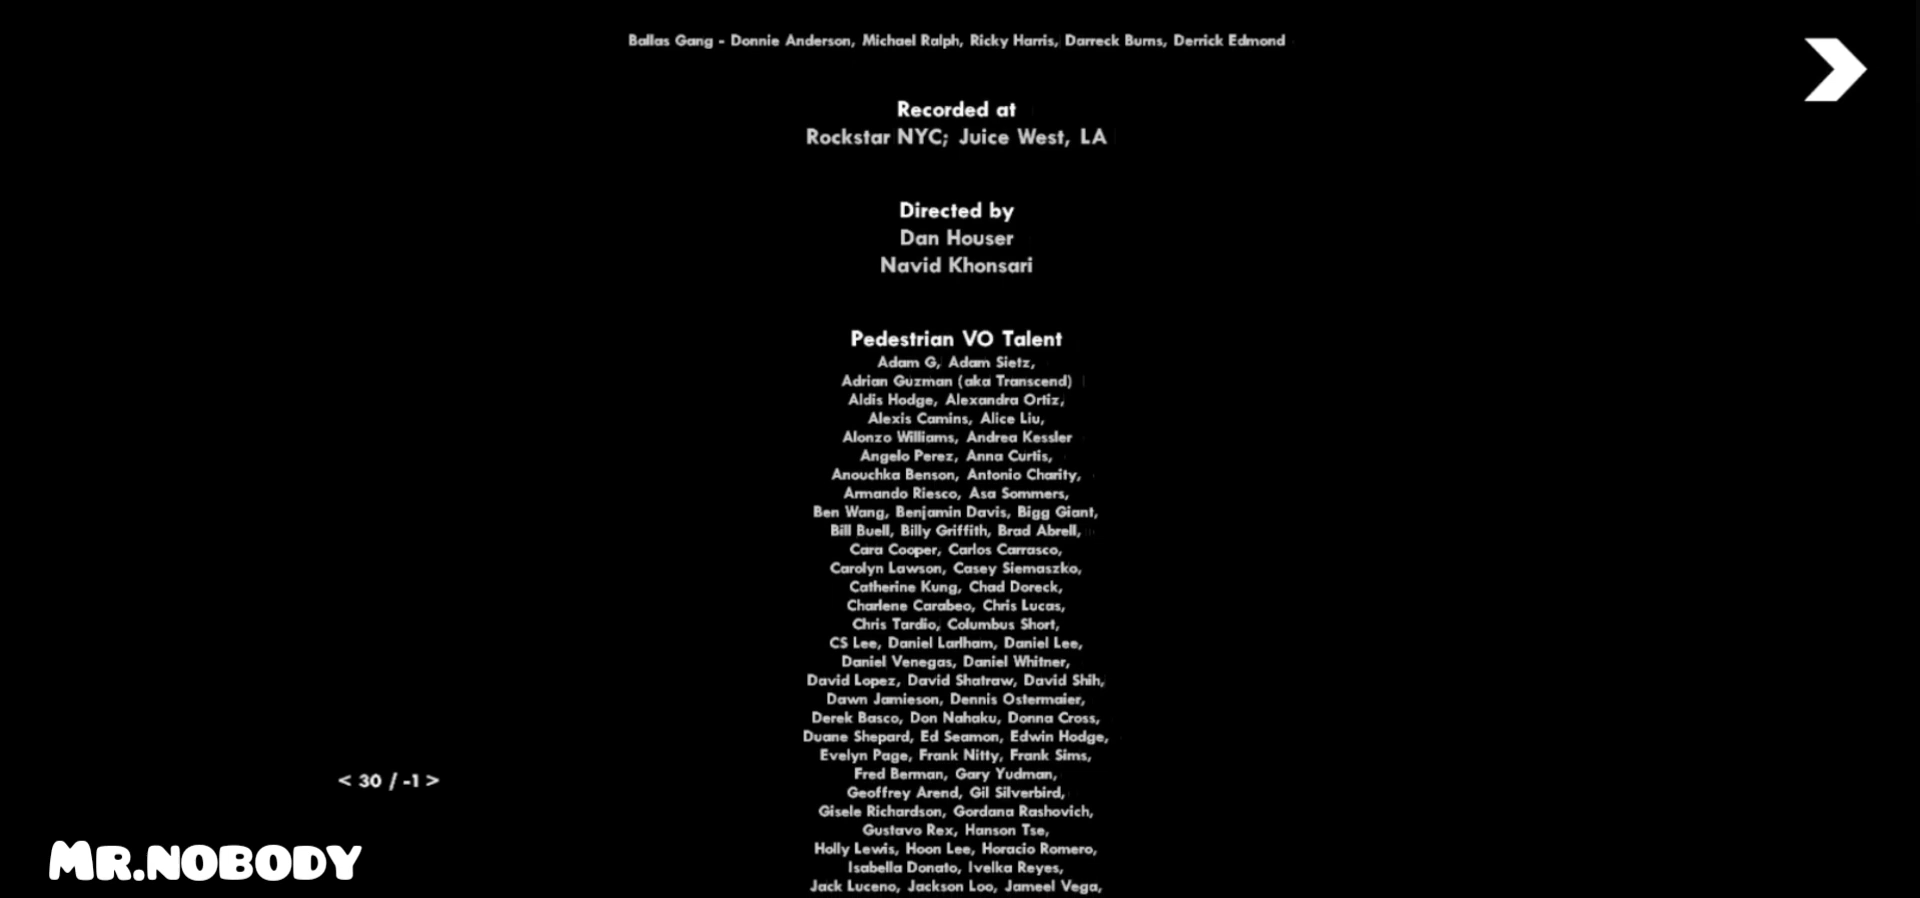 Ballas Gang - Donnie Anderson, Michael Ralph, Ricky Harris, Darreck Burns, Derrick Edmond
Recorded at
Rockstar NYC; Juice West, LA
Directed by
Dan Houser
Navid Khonsari
Pedestrian VO Talent
Adam G, Adam Sietz,
Adrian Guzman (aka Transcend)
Aldis Hodge, Alexandra Ortiz,
Alexis Camins, Alice Liu,
Alonzo Williams, Andrea Kessler
Angelo Perez, Anna Curtis,
Anouchka Benson, Antonio Charity,
Armando Riesco, Asa Sommers,
Ben Wang, Benjamin Davis, Bigg Giant,
Bill Buell, Billy Griffith, Brad Abrell,
Cara Cooper, Carlos Carrasco,
Carolyn Lawson, Casey Siemaszko,
Catherine Kung, Chad Doreck,
Charlene Carabeo, Chris Lucas,
Chris Tardio, Columbus Short,
CS Lee, Daniel Larlham, Daniel Lee,
Daniel Venegas, Daniel Whitner,
David Lopez, David Shatraw, David Shih,
Dawn Jamieson, Dennis Ostermaier,
Derek Basco, Don Nahaku, Donna Cross,
Duane Shepard, Ed Seamon, Edwin Hodge,
Evelyn Page, Frank Nitty, Frank Sims,
Fred Berman, Gary Yudman,
Geoffrey Arend, Gil Silverbird,
Gisele Richardson, Gordana Rashovich,
Gustavo Rex, Hanson Tse,
Holly Lewis, Hoon Lee, Horacio Romero,
Isabella Donato, Ivelka Reyes,
Jack Luceno, Jackson Loo, Jameel Vega,
< 30 / -1 >
MR.NOBODY